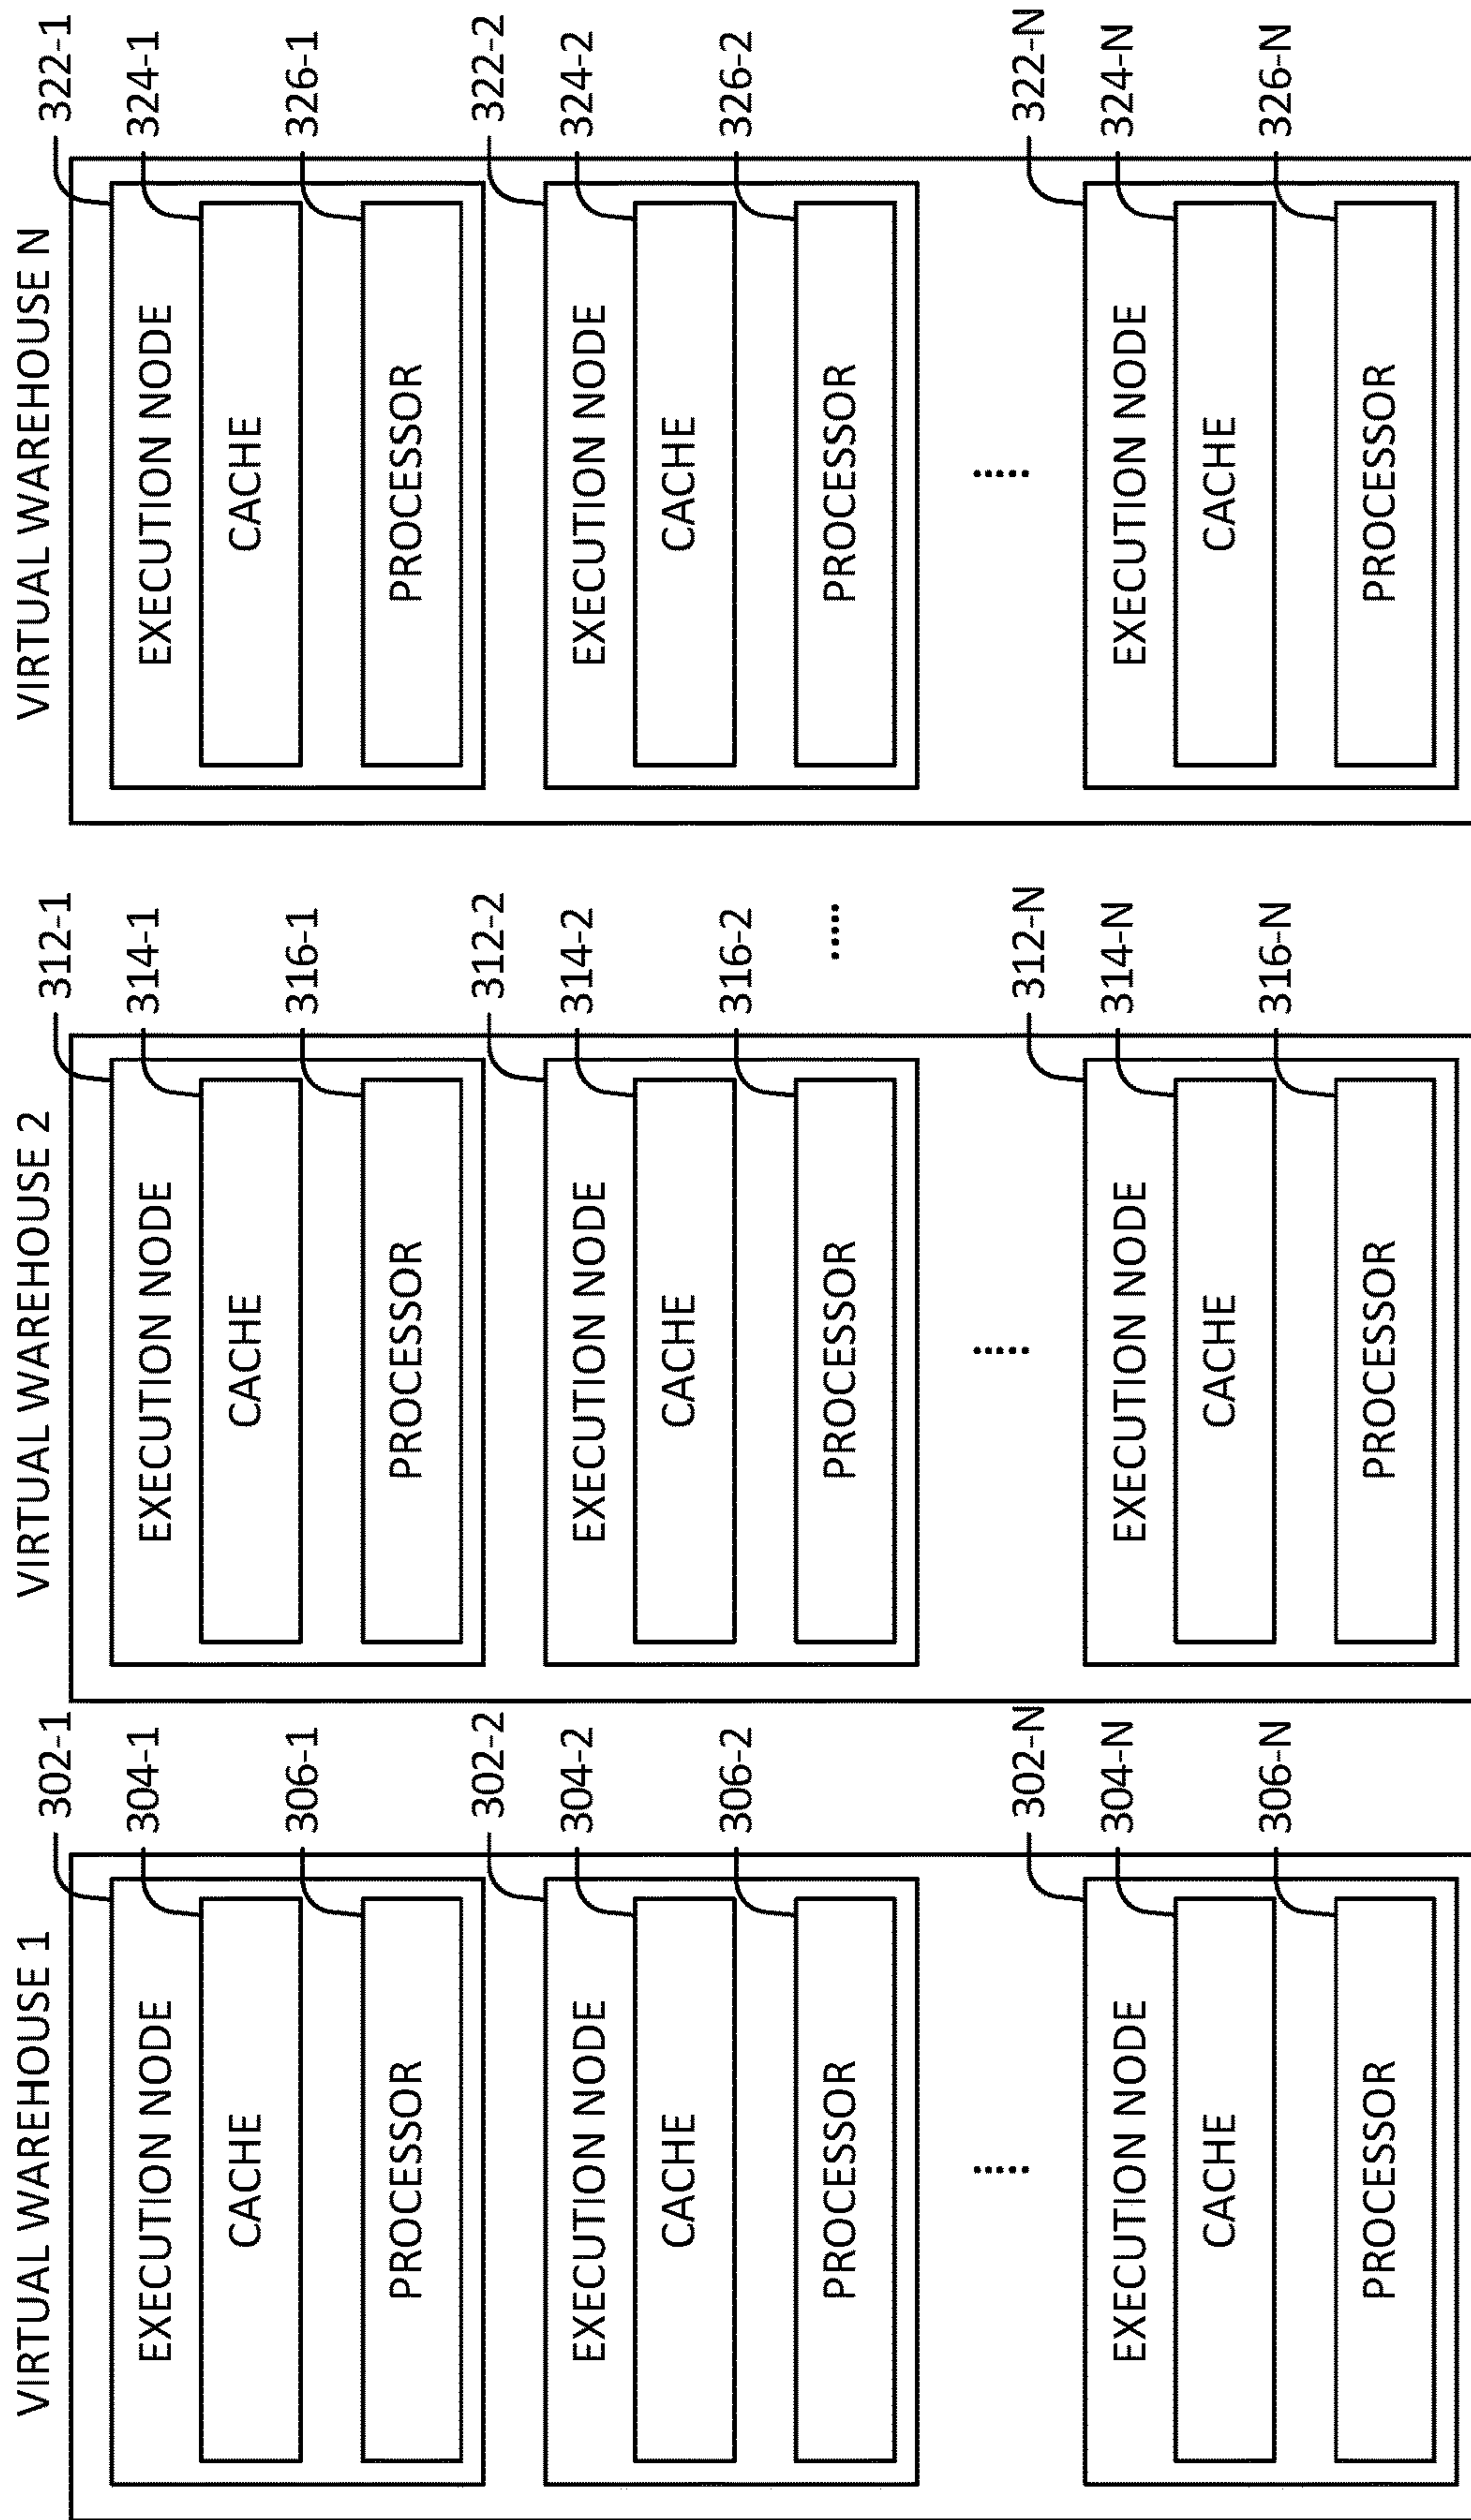 VIRTUAL WAREHOUSE 1
302-1
EXECUTION NODE
304-1
CACHE
306-1
PROCESSOR
302-2
EXECUTION NODE
304-2
CACHE
306-2
PROCESSOR
.....
302-N
EXECUTION NODE
304-N
CACHE
306-N
PROCESSOR
VIRTUAL WAREHOUSE 2
312-1
EXECUTION NODE
314-1
CACHE
316-1
PROCESSOR
312-2
EXECUTION NODE
314-2
CACHE
316-2
PROCESSOR
.....
.....
312-N
EXECUTION NODE
314-N
CACHE
316-N
PROCESSOR
VIRTUAL WAREHOUSE N
322-1
EXECUTION NODE
324-1
CACHE
326-1
PROCESSOR
322-2
EXECUTION NODE
324-2
CACHE
326-2
PROCESSOR
.....
322-N
EXECUTION NODE
324-N
CACHE
326-N
PROCESSOR